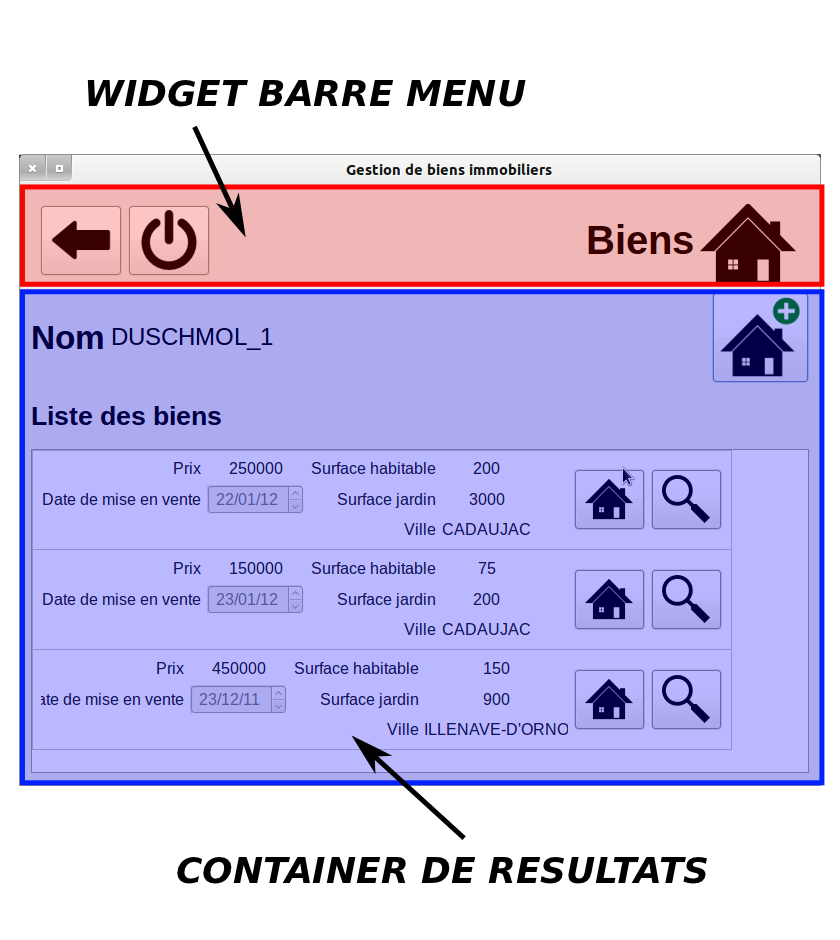 WIDGET BARRE MENU
Gestion de biens immobiliers
Biens
Nom DUSCHMOL_1
Liste des biens
Prix 250000 Surface habitable 200
Date de mise en vente 22/01/12 Surface jardin 3000
Ville CADAUJAC
Prix 150000 Surface habitable 75
Date de mise en vente 23/01/12 Surface jardin 200
Ville CADAUJAC
Prix 450000 Surface habitable 150
ate de mise en vente 23/12/11 Surface jardin 900
Ville ILLENAVE-D'ORNO
CONTAINER DE RESULTATS